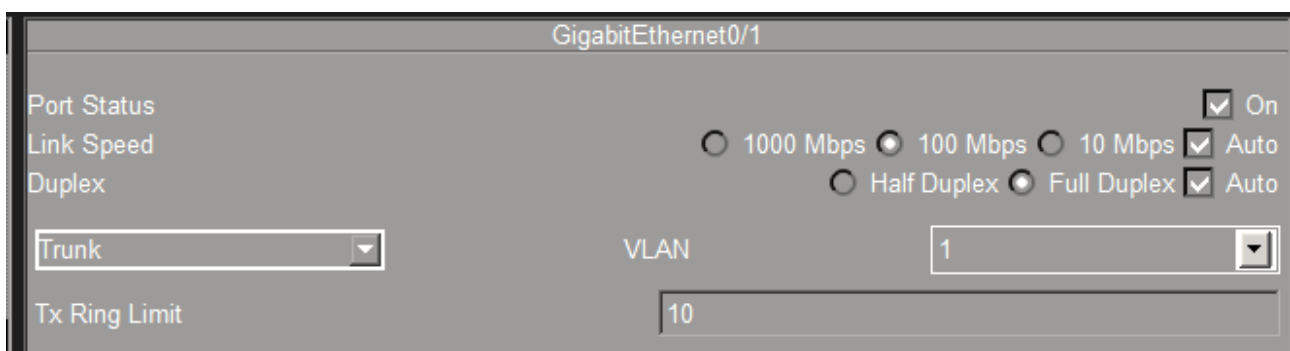 GigabitEthernet0/1
Port Status On
Link Speed 1000 Mbps 100 Mbps 10 Mbps Auto
Duplex Half Duplex Full Duplex Auto
Trunk VLAN 1
Tx Ring Limit 10